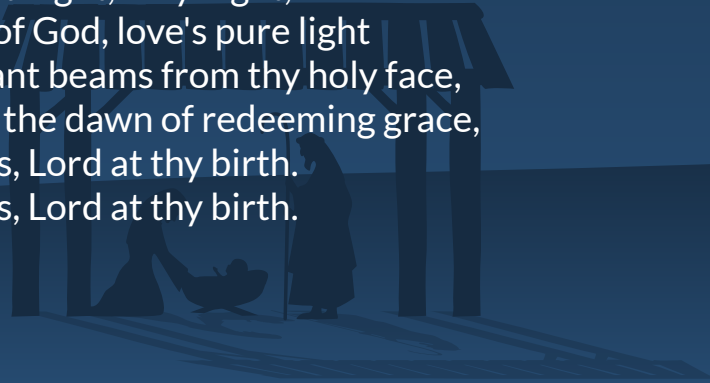 of God, love's pure light
beams from thy holy face,
the dawn of redeeming grace,
Lord at thy birth.
Lord at thy birth.